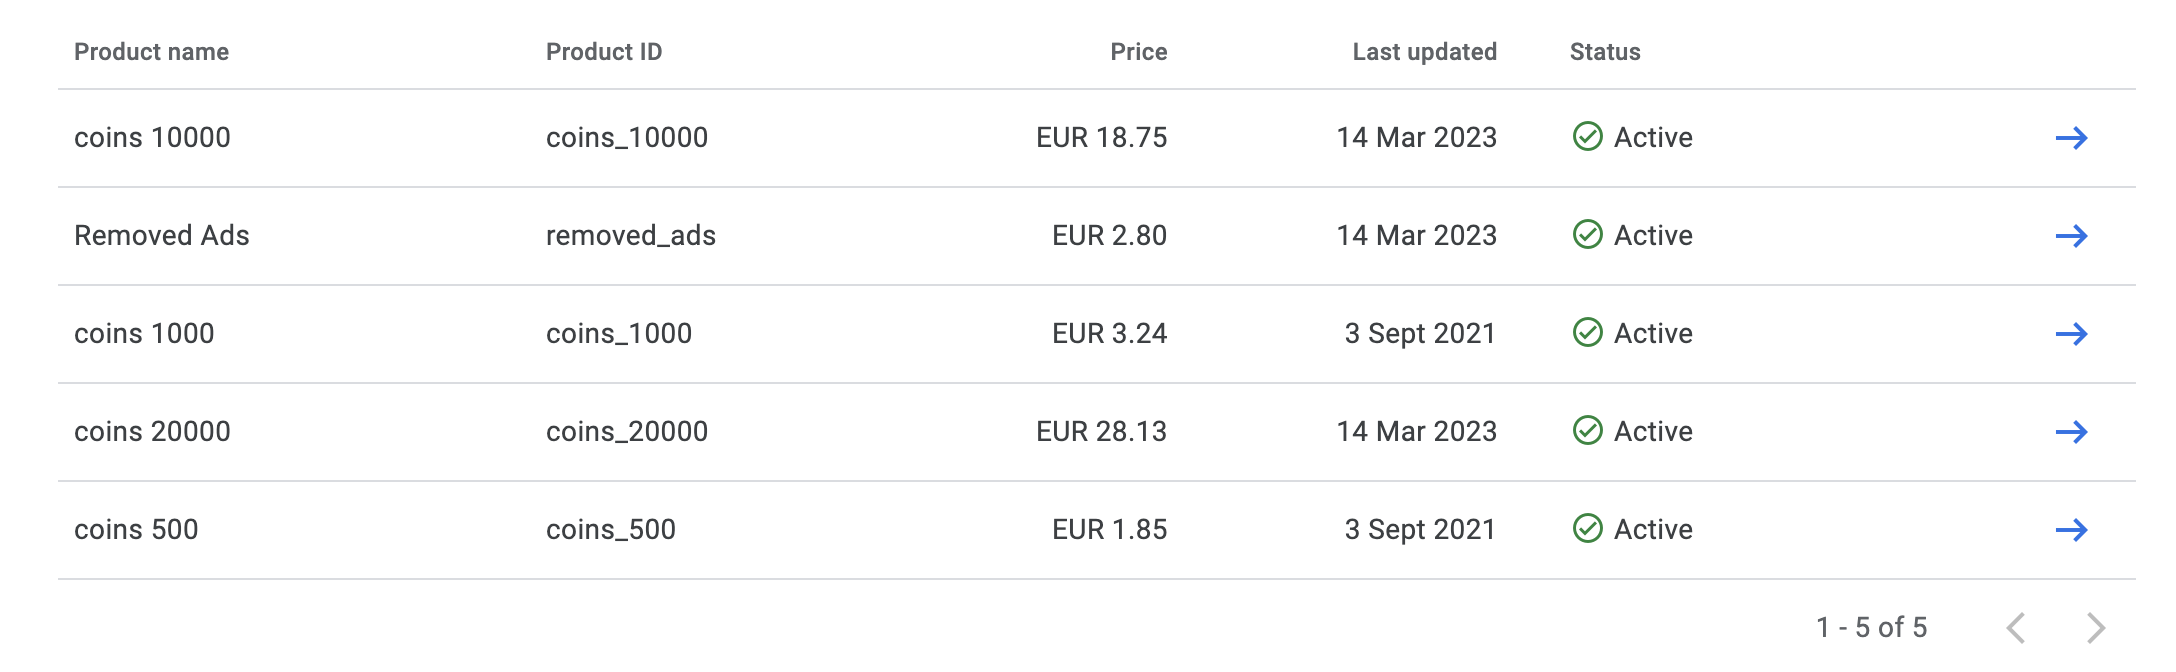 Product name Product ID Price Last updated Status
coins 10000 coins_10000 EUR 18.75 14 Mar 2023 Active
Removed Ads removed_ads EUR 2.80 14 Mar 2023 Active
coins 1000 coins_1000 EUR 3.24 3 Sept 2021 Active
coins 20000 coins_20000 EUR 28.13 14 Mar 2023 Active
coins 500 coins_500 EUR 1.85 3 Sept 2021 Active
1 - 5 of 5